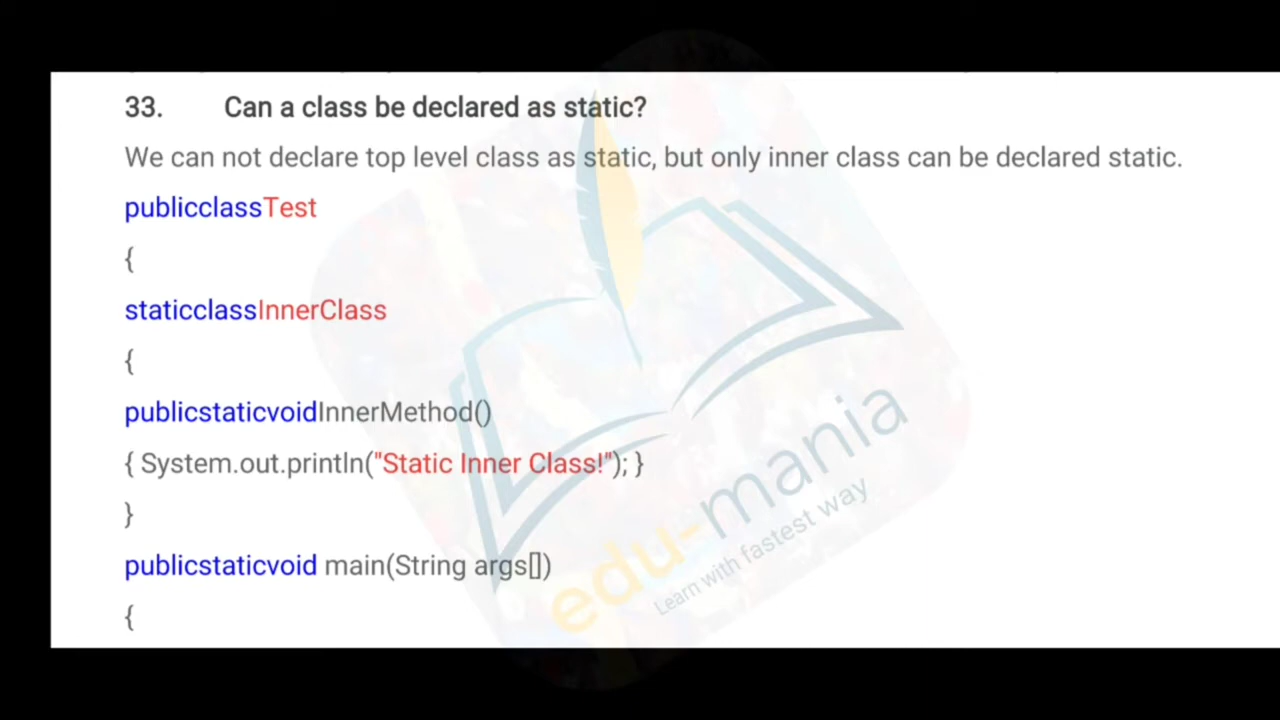 33. Can a class be declared as static?
We can not declare top level class as static, but only inner class can be declared static.
publicclassTest
{
staticclassInnerClass
{
publicstaticvoidInnerMethod()
{ System.out.println("Static Inner Class!"); }
}
publicstaticvoid main(String args[])
{
edu-mania
Learn with fastest way